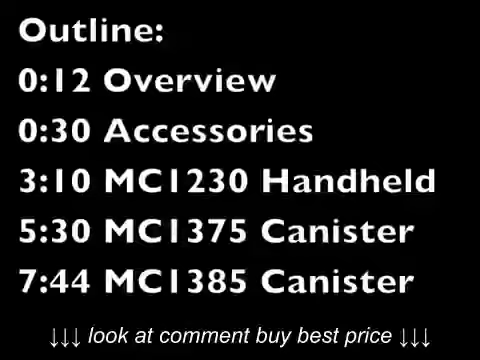 Outline:
0:12 Overview
0:30 Accessories
3:10 MC1230 Handheld
5:30 MC1375 Canister
7:44 MC1385 Canister
↓↓↓ look at comment buy best price ↓↓↓